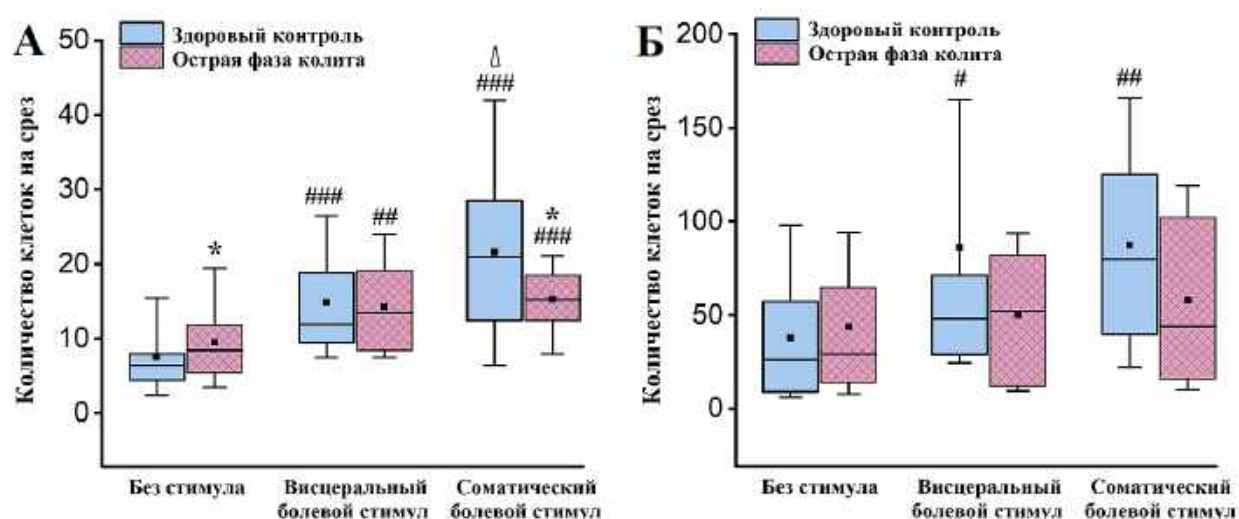 А
Количество клеток на срез
50
40
30
20
10
0
Здоровый контроль
Острая фаза колита
*
###
##
Δ
###
*
###
Без стимула
Висцеральный
болевой стимул
Соматический
болевой стимул
Б
Количество клеток на срез
200
150
100
50
0
Здоровый контроль
Острая фаза колита
#
##
Без стимула
Висцеральный
болевой стимул
Соматический
болевой стимул